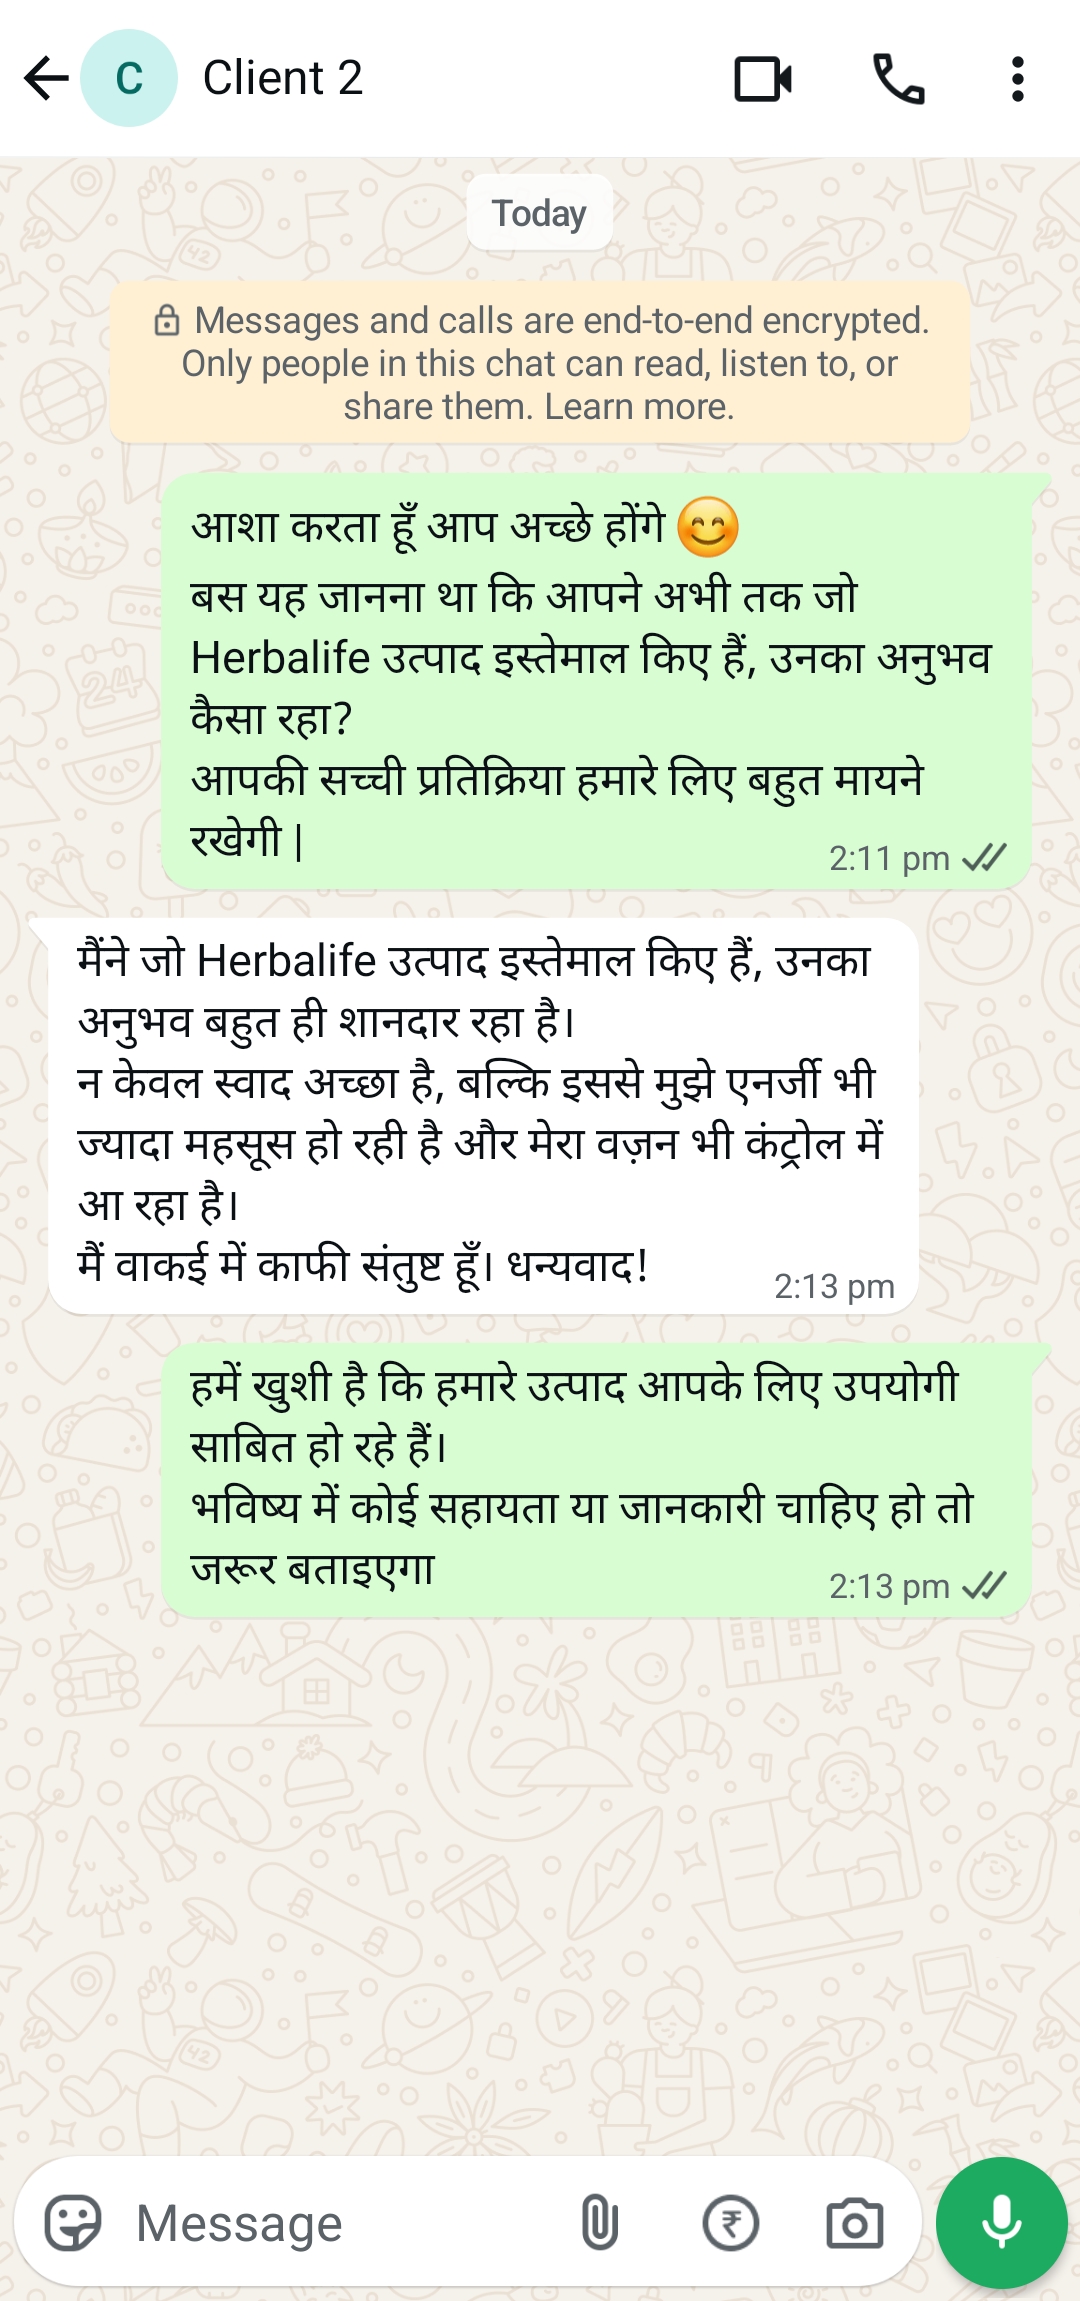 Client 2
Today
Messages and calls are end-to-end encrypted.
Only people in this chat can read, listen to, or
share them. Learn more.
आशा करता हूँ आप अच्छे होंगे 😊
बस यह जानना था कि आपने अभी तक जो
Herbalife उत्पाद इस्तेमाल किए हैं, उनका अनुभव
कैसा रहा?
आपकी सच्ची प्रतिक्रिया हमारे लिए बहुत मायने
रखेगी |
2:11 pm
मैंने जो Herbalife उत्पाद इस्तेमाल किए हैं, उनका
अनुभव बहुत ही शानदार रहा है।
न केवल स्वाद अच्छा है, बल्कि इससे मुझे एनर्जी भी
ज्यादा महसूस हो रही है और मेरा वज़न भी कंट्रोल में
आ रहा है।
मैं वाकई में काफी संतुष्ट हूँ। धन्यवाद!
2:13 pm
हमें खुशी है कि हमारे उत्पाद आपके लिए उपयोगी
साबित हो रहे हैं।
भविष्य में कोई सहायता या जानकारी चाहिए हो तो
जरूर बताइएगा
2:13 pm
Message